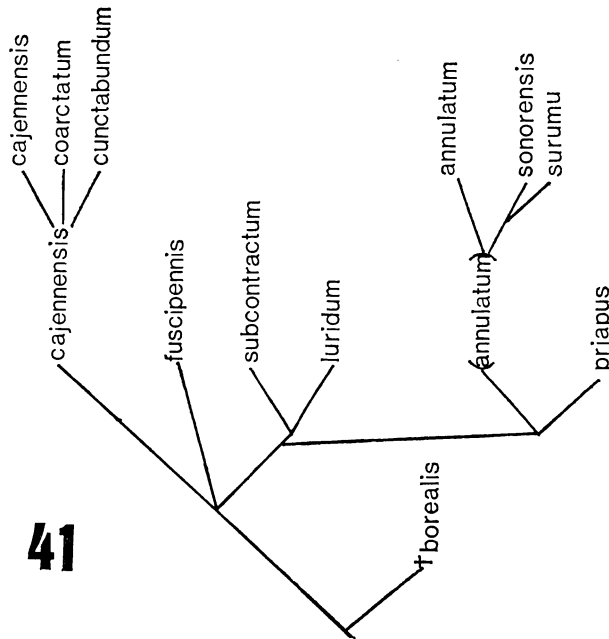 cajennensis
coarctatum
cunctabundum
cajennensis
fuscipennis
subcontractum
luridum
annulatum
sonorensis
surumu
(annulatum)
priapus
†borealis
41